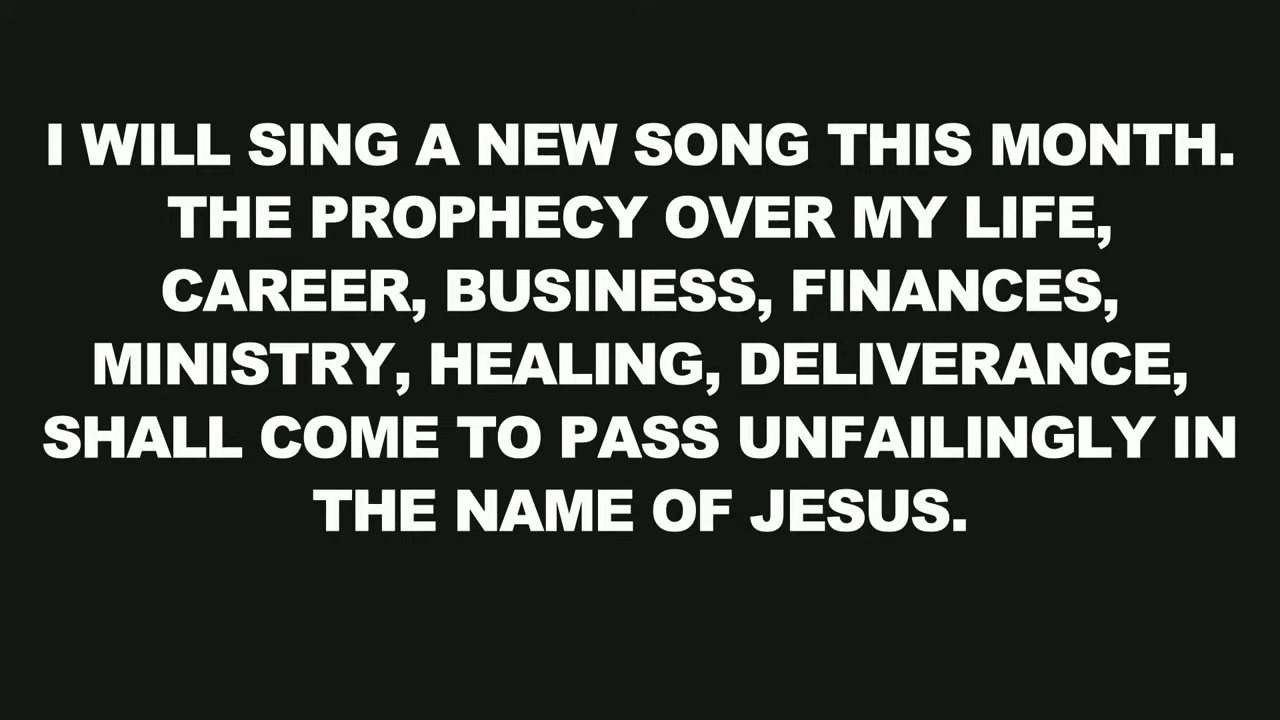 I WILL SING A NEW SONG THIS MONTH.
THE PROPHECY OVER MY LIFE,
CAREER, BUSINESS, FINANCES,
MINISTRY, HEALING, DELIVERANCE,
SHALL COME TO PASS UNFAILINGLY IN
THE NAME OF JESUS.